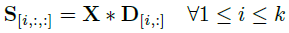 S[i,:,:] = X ∗ D[i,:]   ∀1 ≤ i ≤ k